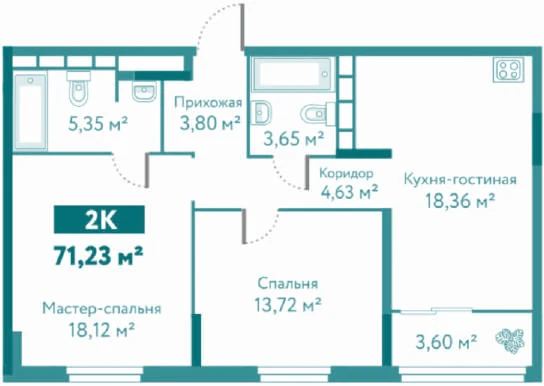 5,35 м²
Прихожая
3,80 м²
3,65 м²
Коридор
4,63 м²
Кухня-гостиная
18,36 м²
2К
71,23 м²
Мастер-спальня
18,12 м²
Спальня
13,72 м²
3,60 м²